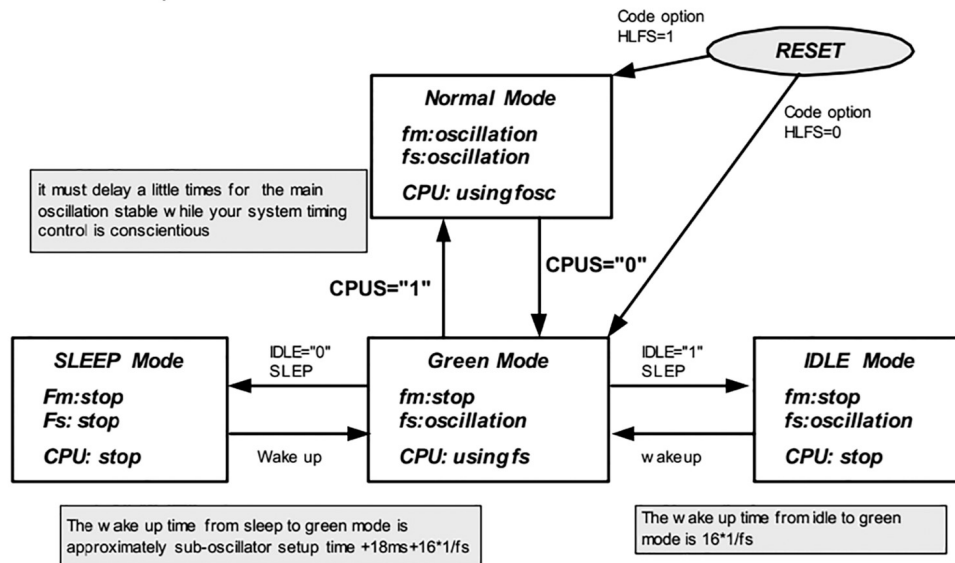 Code option
HLFS=1
RESET
Normal Mode
fm:oscillation
fs:oscillation
CPU: using fosc
Code option
HLFS=0
it must delay a little times for the main
oscillation stable while your system timing
control is conscientious
CPUS="1"
CPUS="0"
SLEEP Mode
Fm:stop
Fs: stop
CPU: stop
IDLE="0"
SLEP
Wake up
Green Mode
fm:stop
fs:oscillation
CPU: using fs
IDLE="1"
SLEP
wakeup
IDLE Mode
fm:stop
fs:oscillation
CPU: stop
The wake up time from sleep to green mode is
approximately sub-oscillator setup time +18ms+16*1/fs
The wake up time from idle to green
mode is 16*1/fs